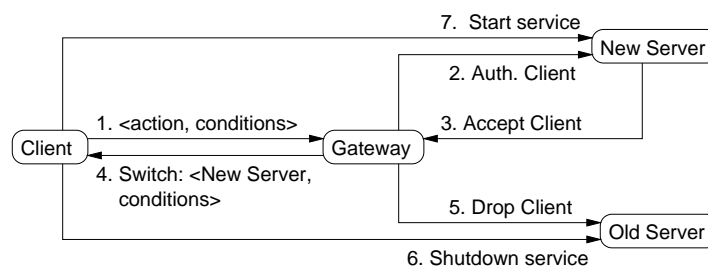 7. Start service
New Server
2. Auth. Client
1. <action, conditions>
3. Accept Client
Client
Gateway
4. Switch: <New Server,
conditions>
5. Drop Client
Old Server
6. Shutdown service